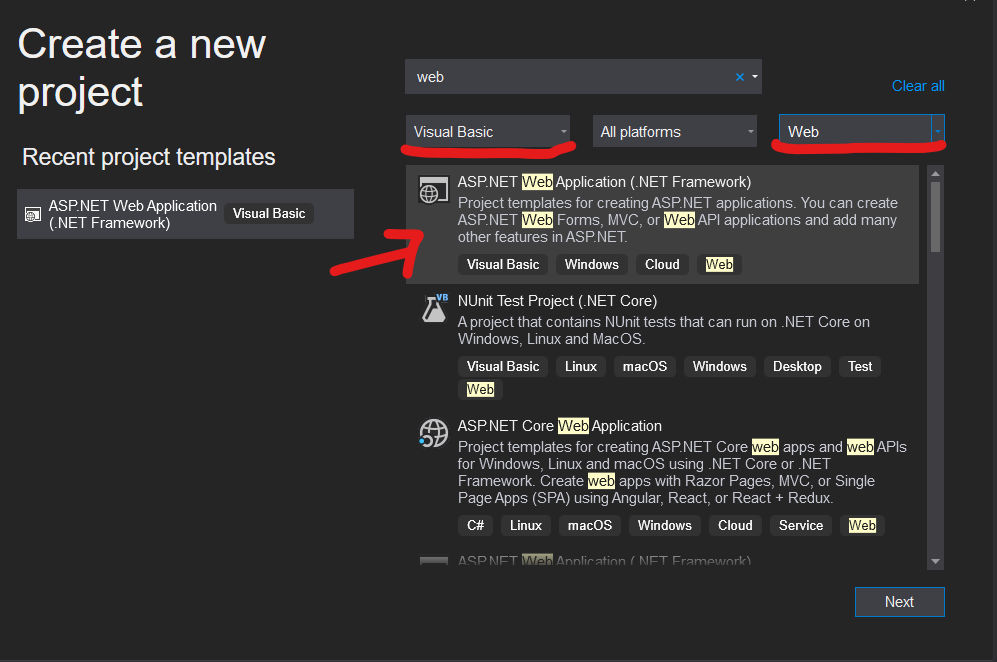 Create a new
project
Recent project templates
ASP.NET Web Application
(.NET Framework)
Visual Basic
web
Clear all
Visual Basic
All platforms
Web
ASP.NET Web Application (.NET Framework)
Project templates for creating ASP.NET applications. You can create
ASP.NET Web Forms, MVC, or Web API applications and add many
other features in ASP.NET.
Visual Basic Windows Cloud Web
VB
NUnit Test Project (.NET Core)
A project that contains NUnit tests that can run on .NET Core on
Windows, Linux and MacOS.
Visual Basic Linux macOS Windows Desktop Test
Web
ASP.NET Core Web Application
Project templates for creating ASP.NET Core web apps and web APIs
for Windows, Linux and macOS using .NET Core or .NET
Framework. Create web apps with Razor Pages, MVC, or Single
Page Apps (SPA) using Angular, React, or React + Redux.
C# Linux macOS Windows Cloud Service Web
ASP.NET Web Application (.NET Framework)
Next